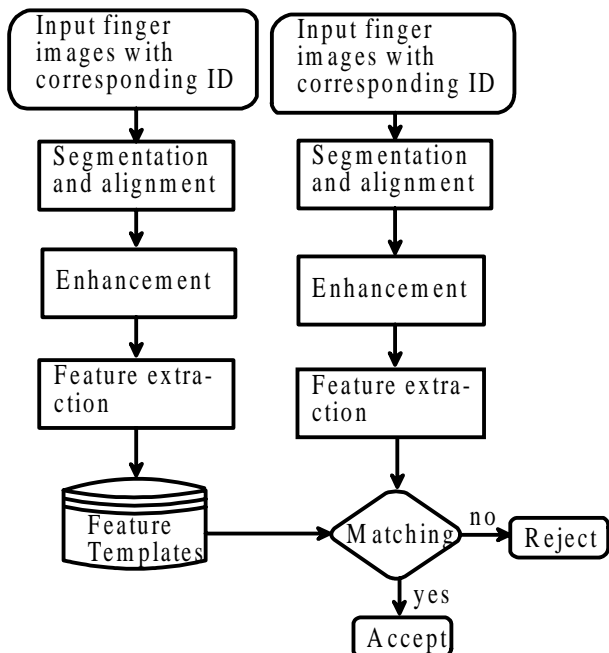 Input finger
images with
corresponding ID
Segmentation
and alignment
Enhancement
Feature extra-
ction
Feature
Templates
Input finger
images with
corresponding ID
Segmentation
and alignment
Enhancement
Feature extra-
ction
Matching
no
Reject
yes
Accept